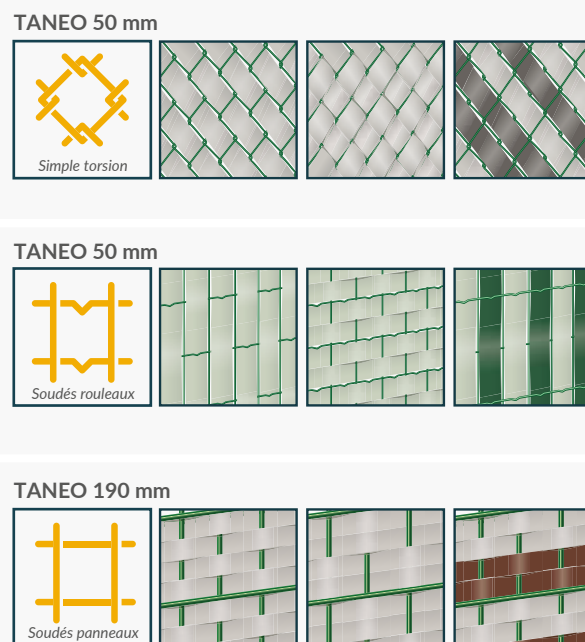 TANEO 50 mm
Simple torsion
TANEO 50 mm
Soudés rouleaux
TANEO 190 mm
Soudés panneaux